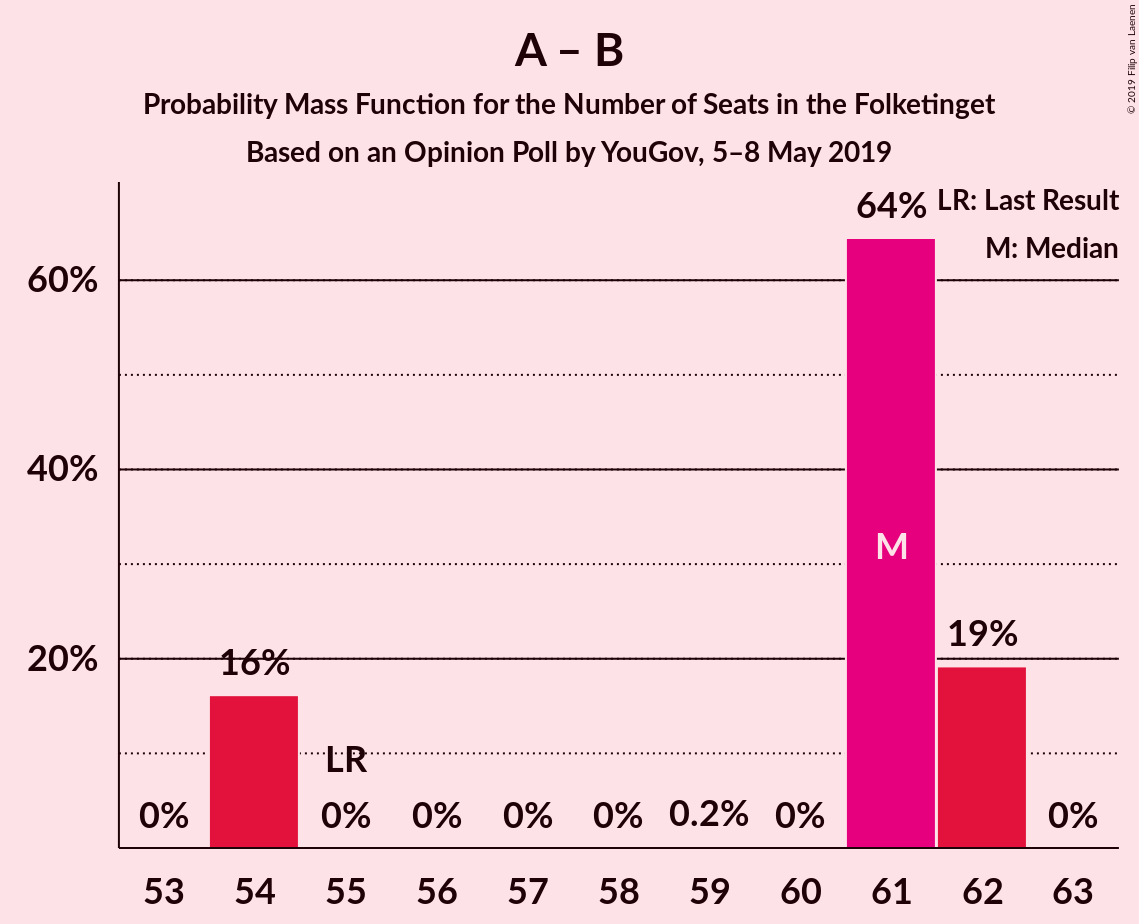 A – B
Probability Mass Function for the Number of Seats in the Folketinget
Based on an Opinion Poll by YouGov, 5–8 May 2019
© 2019 Filip van Laenen
LR: Last Result
M: Median
60%
40%
20%
0%
16%
LR
0%
0%
0%
0%
0.2%
0%
64%
M
19%
0%
53 54 55 56 57 58 59 60 61 62 63